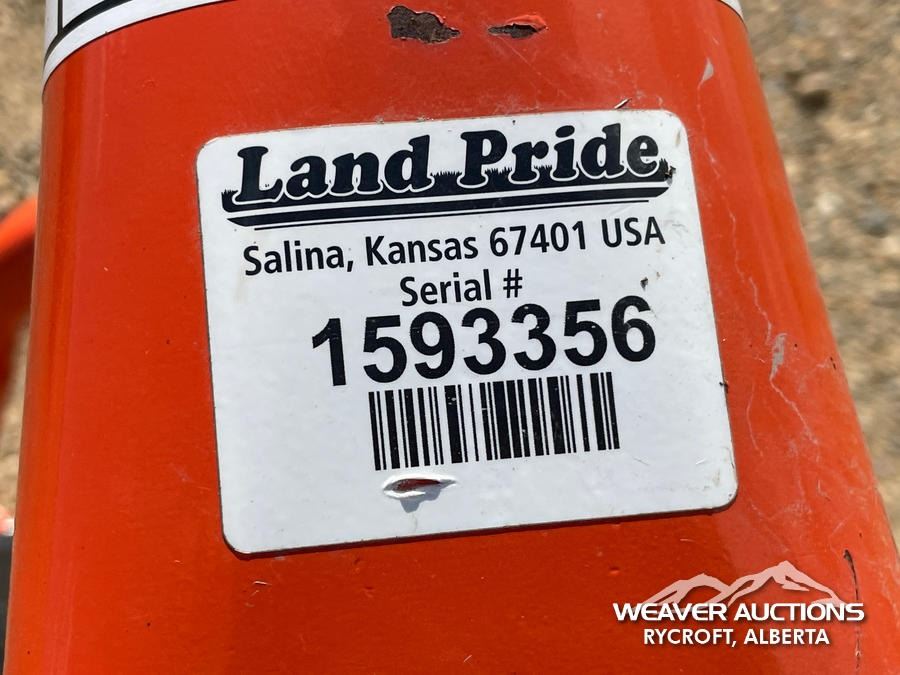 Land Pride
Salina, Kansas 67401 USA
Serial #
1593356
WEAVER AUCTIONS
RYCROFT, ALBERTA